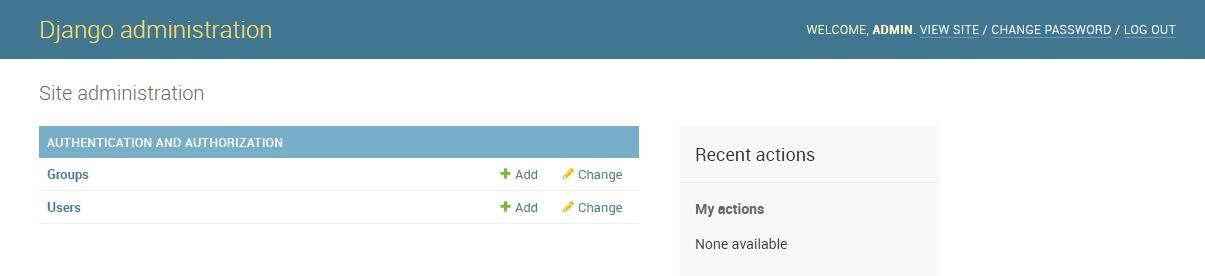 Django administration
WELCOME, ADMIN. VIEW SITE / CHANGE PASSWORD / LOG OUT
Site administration
AUTHENTICATION AND AUTHORIZATION
Groups Add Change
Users Add Change
Recent actions
My actions
None available